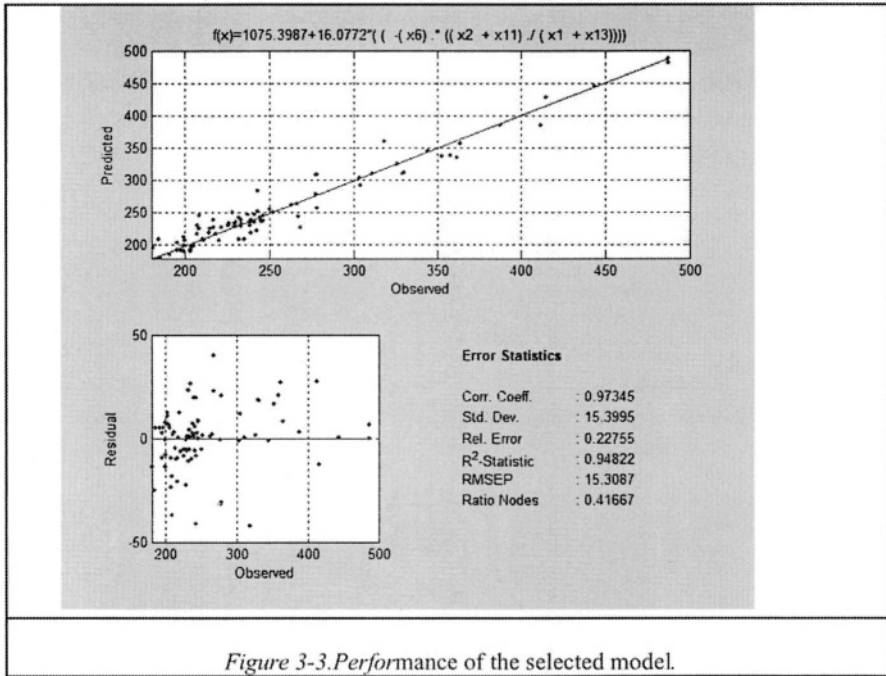 f(x)=1075.3987+16.0772*( ( -( x6) .* (( x2 + x11) ./ ( x1 + x13))))
500
450
400
350
300
250
200
Predicted
200 250 300 350 400 450 500
Observed
50
0
-50
Residual
200 300 400 500
Observed
Error Statistics
Corr. Coeff. : 0.97345
Std. Dev. : 15.3995
Rel. Error : 0.22755
R²-Statistic : 0.94822
RMSEP : 15.3087
Ratio Nodes : 0.41667
Figure 3-3.Performance of the selected model.